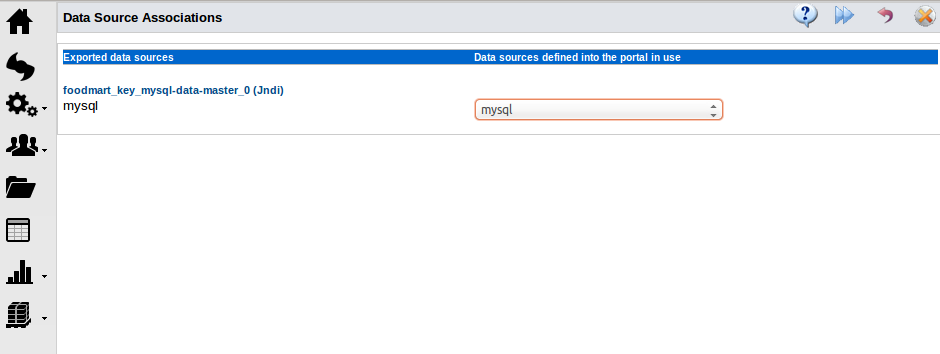 Data Source Associations
Exported data sources Data sources defined into the portal in use
foodmart_key_mysql-data-master_0 (Jndi)
mysql mysql